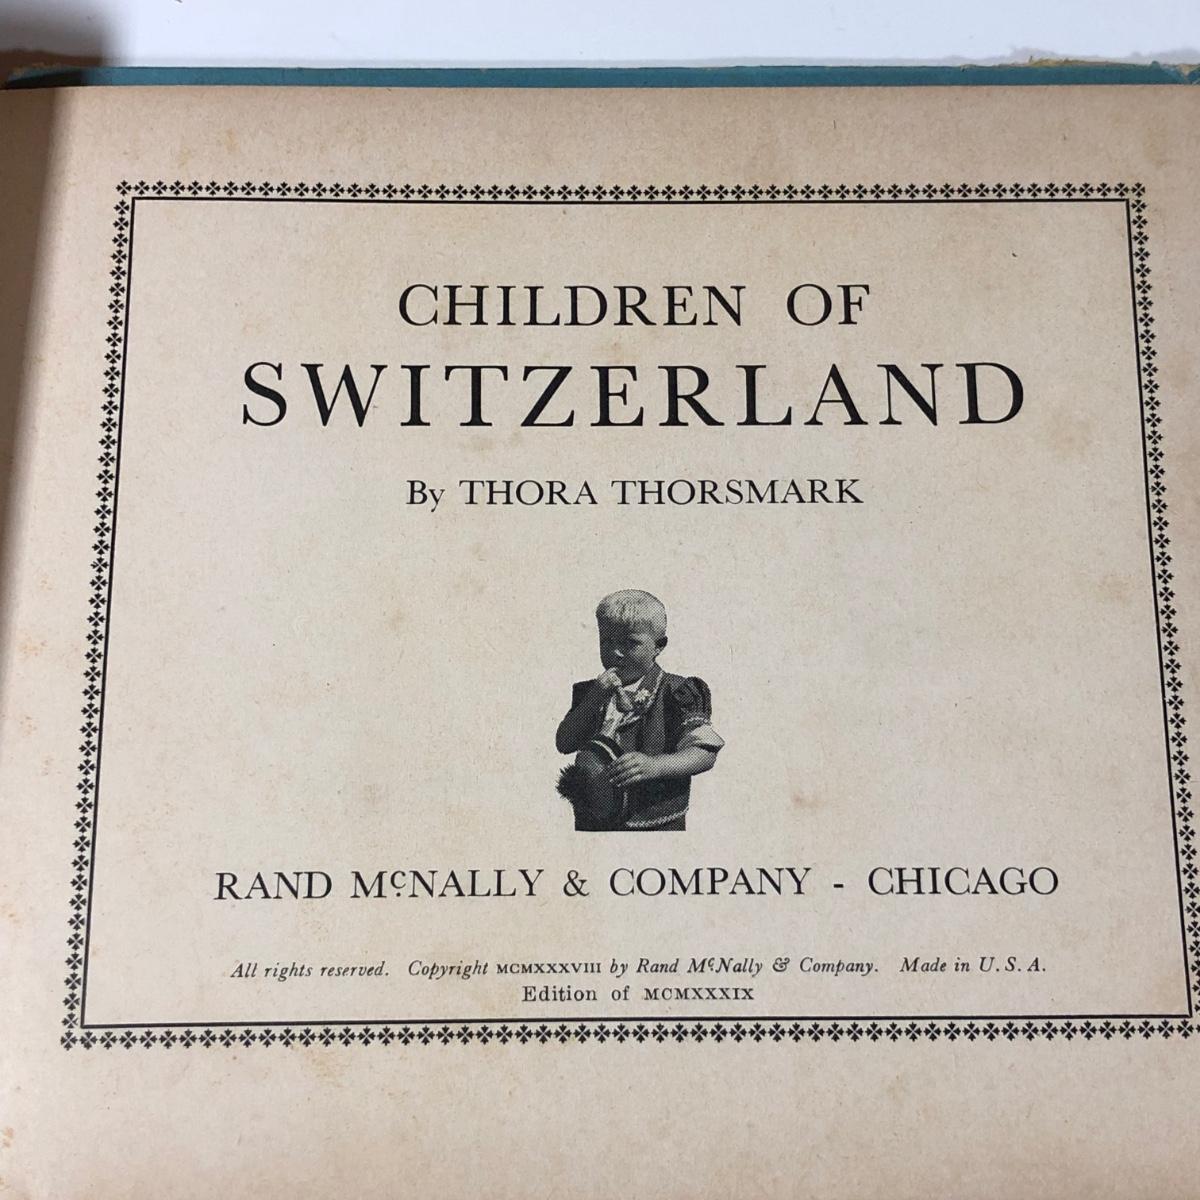 CHILDREN OF
SWITZERLAND
By THORA THORSMARK
RAND McNALLY & COMPANY - CHICAGO
All rights reserved. Copyright MCMXXXVIII by Rand McNally & Company. Made in U. S. A.
Edition of MCMXXXIX